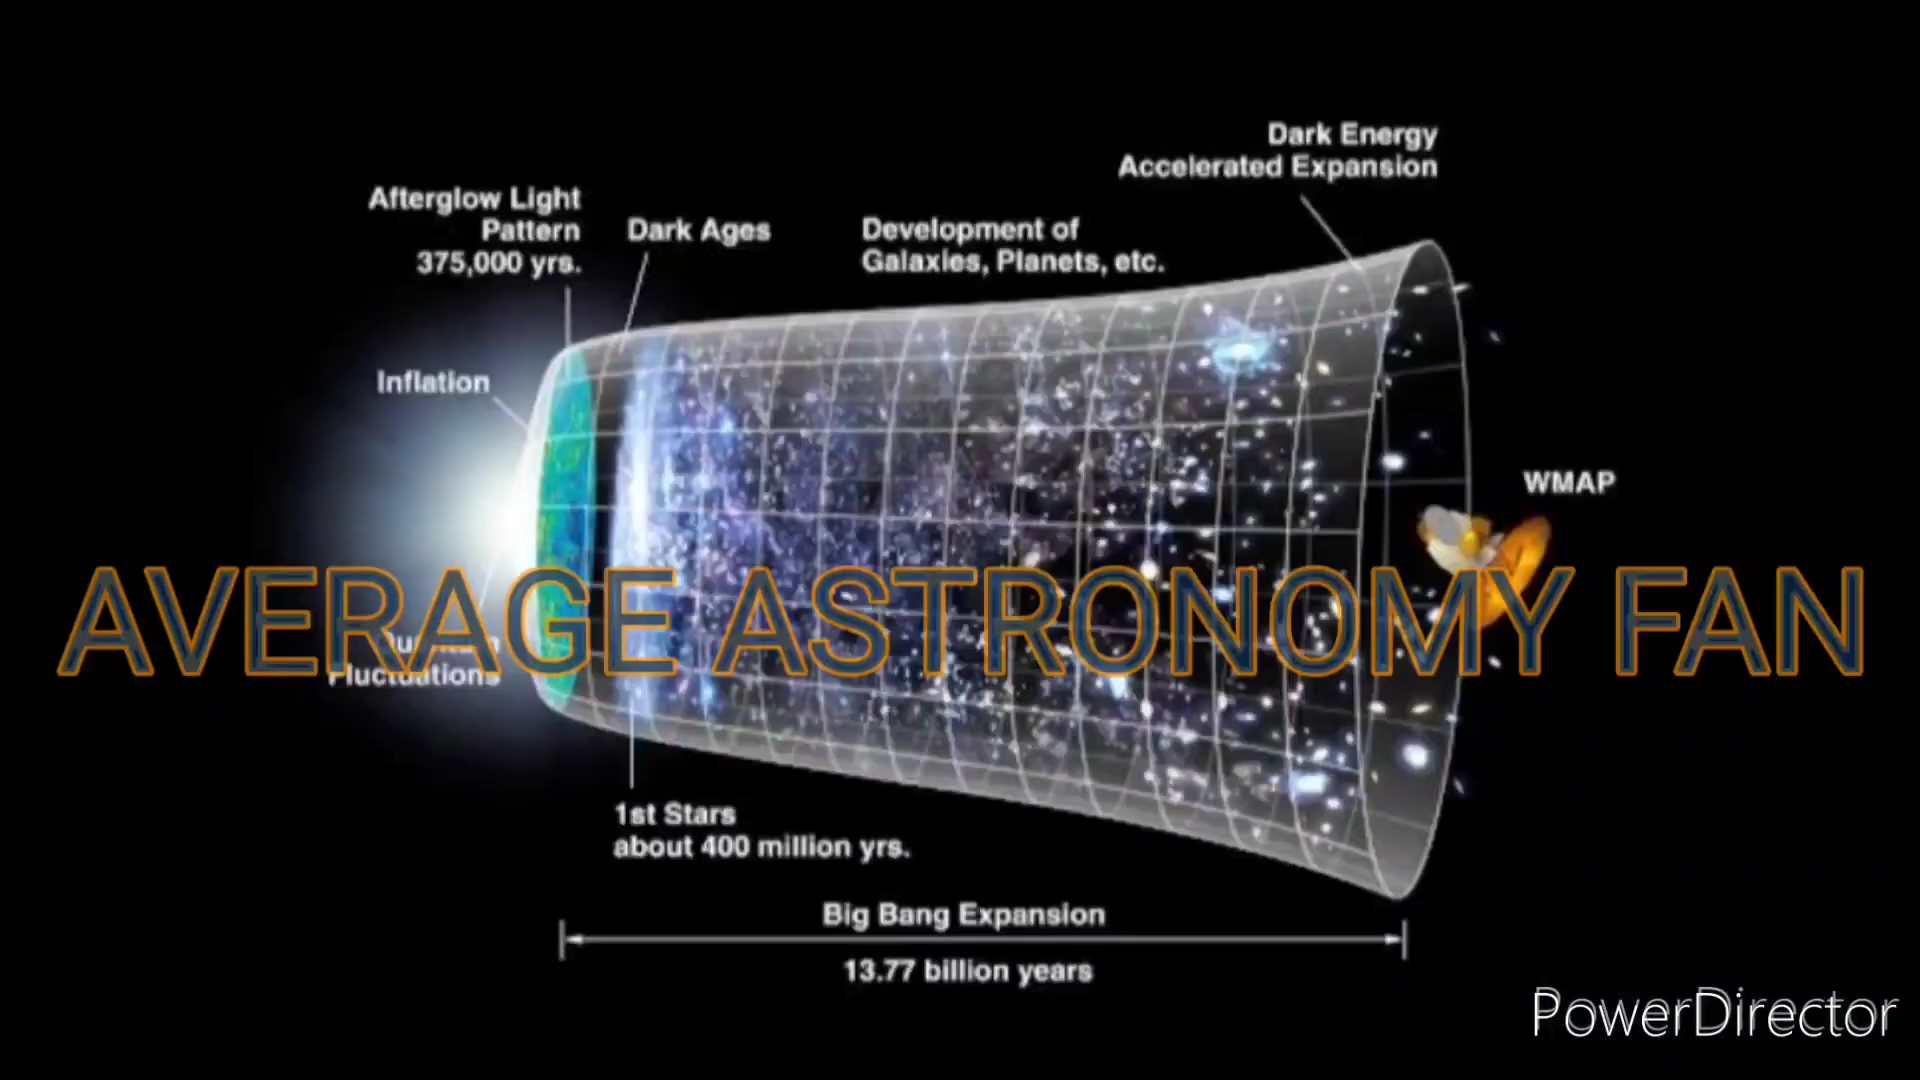 Dark Energy
Accelerated Expansion
Afterglow Light
Pattern
375,000 yrs.
Dark Ages
Development of
Galaxies, Planets, etc.
Inflation
WMAP
AVERAGE ASTRONOMY FAN
Fluctuations
1st Stars
about 400 million yrs.
Big Bang Expansion
13.77 billion years
PowerDirector